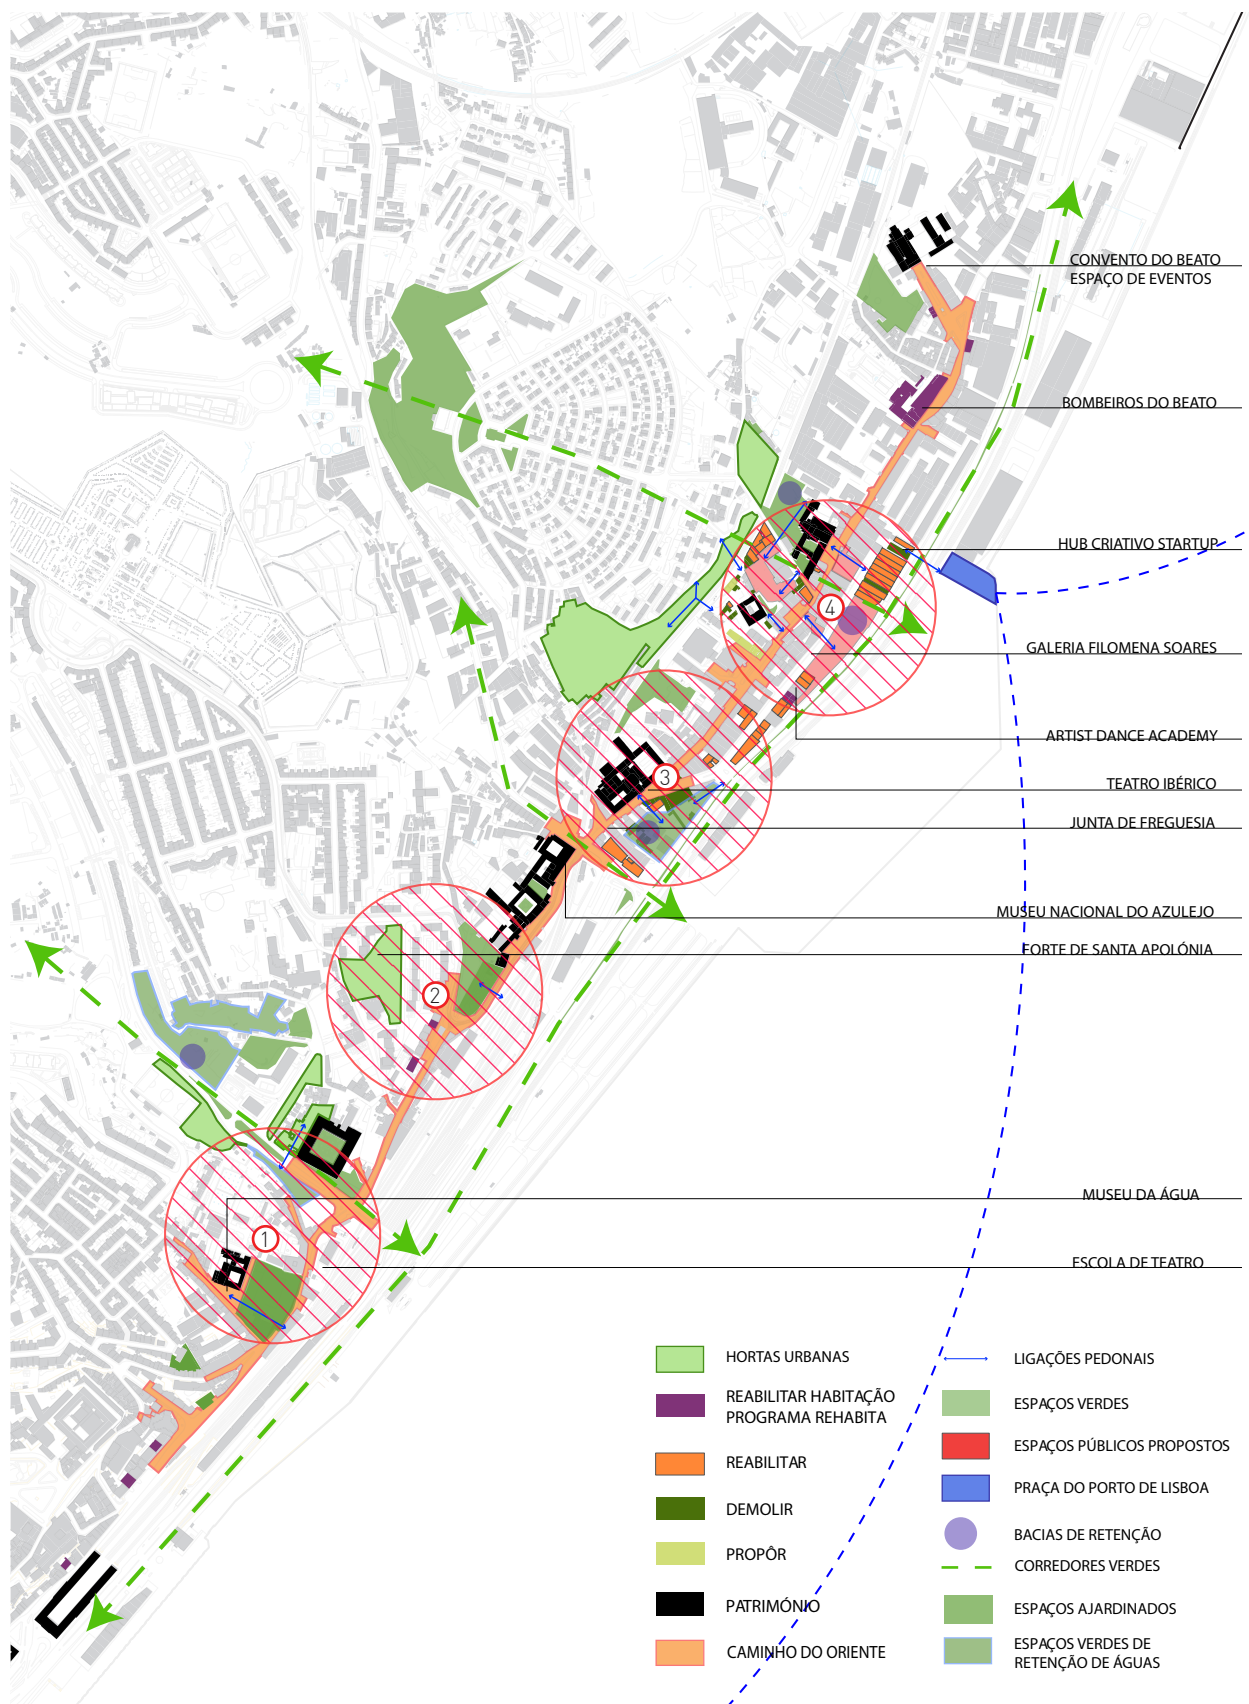 CONVENTO DO BEATO
ESPAÇO DE EVENTOS
BOMBEIROS DO BEATO
HUB CRIATIVO STARTUP
4
GALERIA FILOMENA SOARES
ARTIST DANCE ACADEMY
3
TEATRO IBÉRICO
JUNTA DE FREGUESIA
MUSEU NACIONAL DO AZULEJO
FORTE DE SANTA APOLÓNIA
2
MUSEU DA ÁGUA
1
ESCOLA DE TEATRO
HORTAS URBANAS
REABILITAR HABITAÇÃO
PROGRAMA REHABITA
REABILITAR
DEMOLIR
PROPÔR
PATRIMÓNIO
CAMINHO DO ORIENTE
LIGAÇÕES PEDONAIS
ESPAÇOS VERDES
ESPAÇOS PÚBLICOS PROPOSTOS
PRAÇA DO PORTO DE LISBOA
BACIAS DE RETENÇÃO
CORREDORES VERDES
ESPAÇOS AJARDINADOS
ESPAÇOS VERDES DE
RETENÇÃO DE ÁGUAS